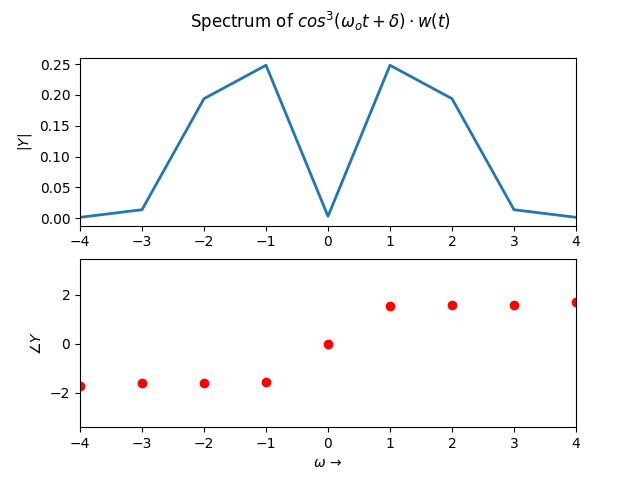 Spectrum of cos³(ωₒt + δ) · w(t)
0.25
0.20
0.15
0.10
0.05
0.00
|Y|
−4 −3 −2 −1 0 1 2 3 4
2
0
−2
∠Y
−4 −3 −2 −1 0 1 2 3 4
ω →